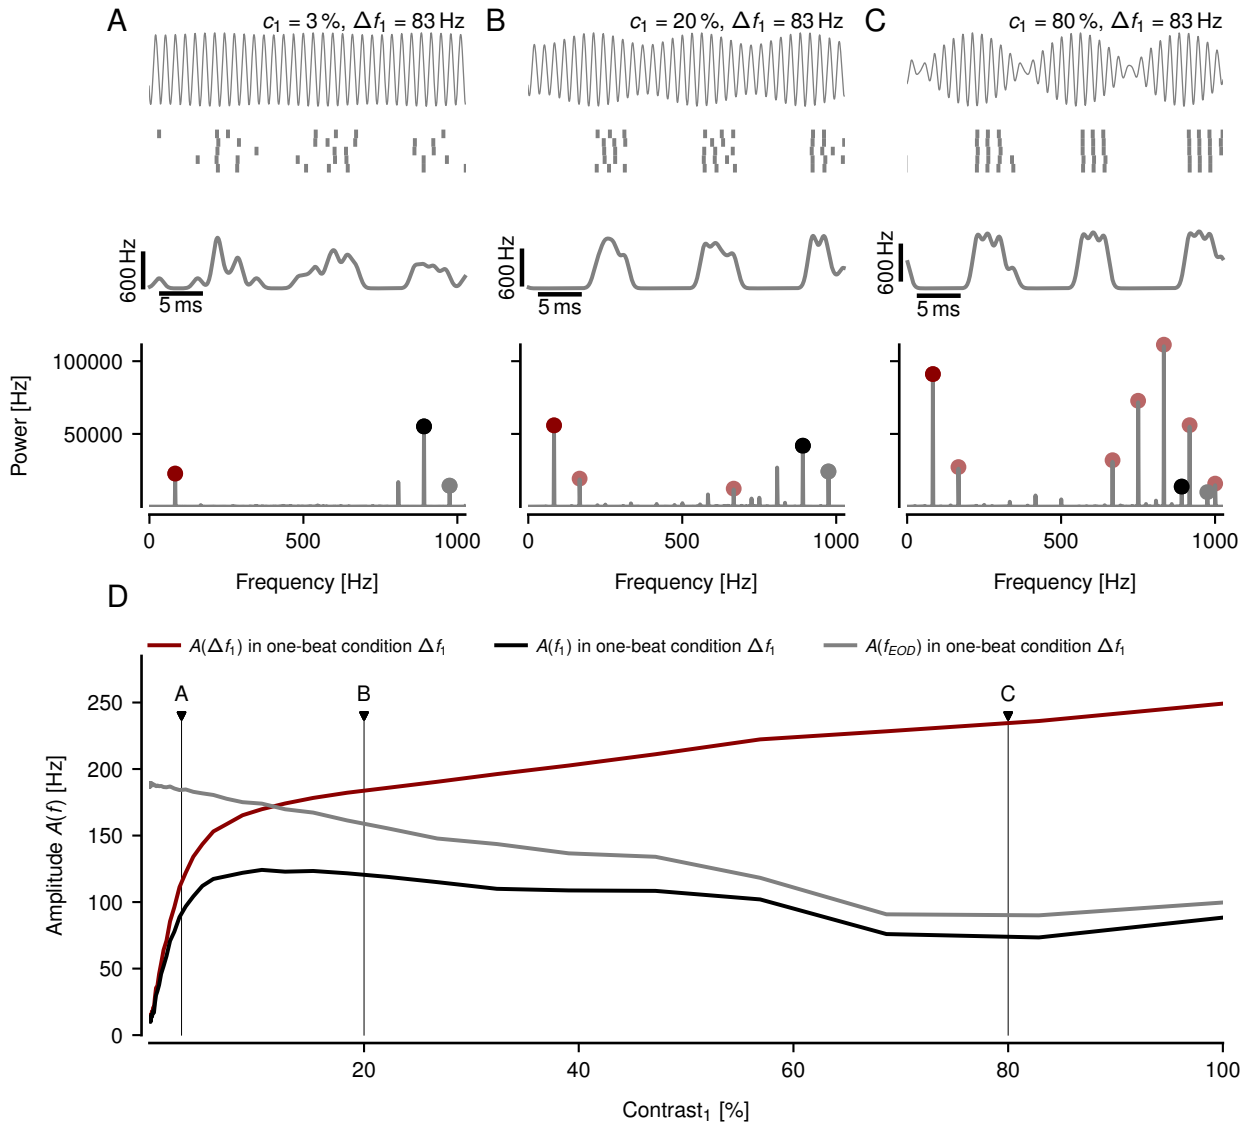 A c₁ = 3 %, Δf₁ = 83 Hz B c₁ = 20 %, Δf₁ = 83 Hz C c₁ = 80 %, Δf₁ = 83 Hz
600 Hz 600 Hz 600 Hz
5 ms 5 ms 5 ms
Power [Hz]
100000
50000
0 500 1000 0 500 1000 0 500 1000
Frequency [Hz] Frequency [Hz] Frequency [Hz]
D
A(Δf₁) in one-beat condition Δf₁ A(f₁) in one-beat condition Δf₁ A(f_EOD) in one-beat condition Δf₁
A B C
Amplitude A(f) [Hz]
250
200
150
100
50
0
20 40 60 80 100
Contrast₁ [%]